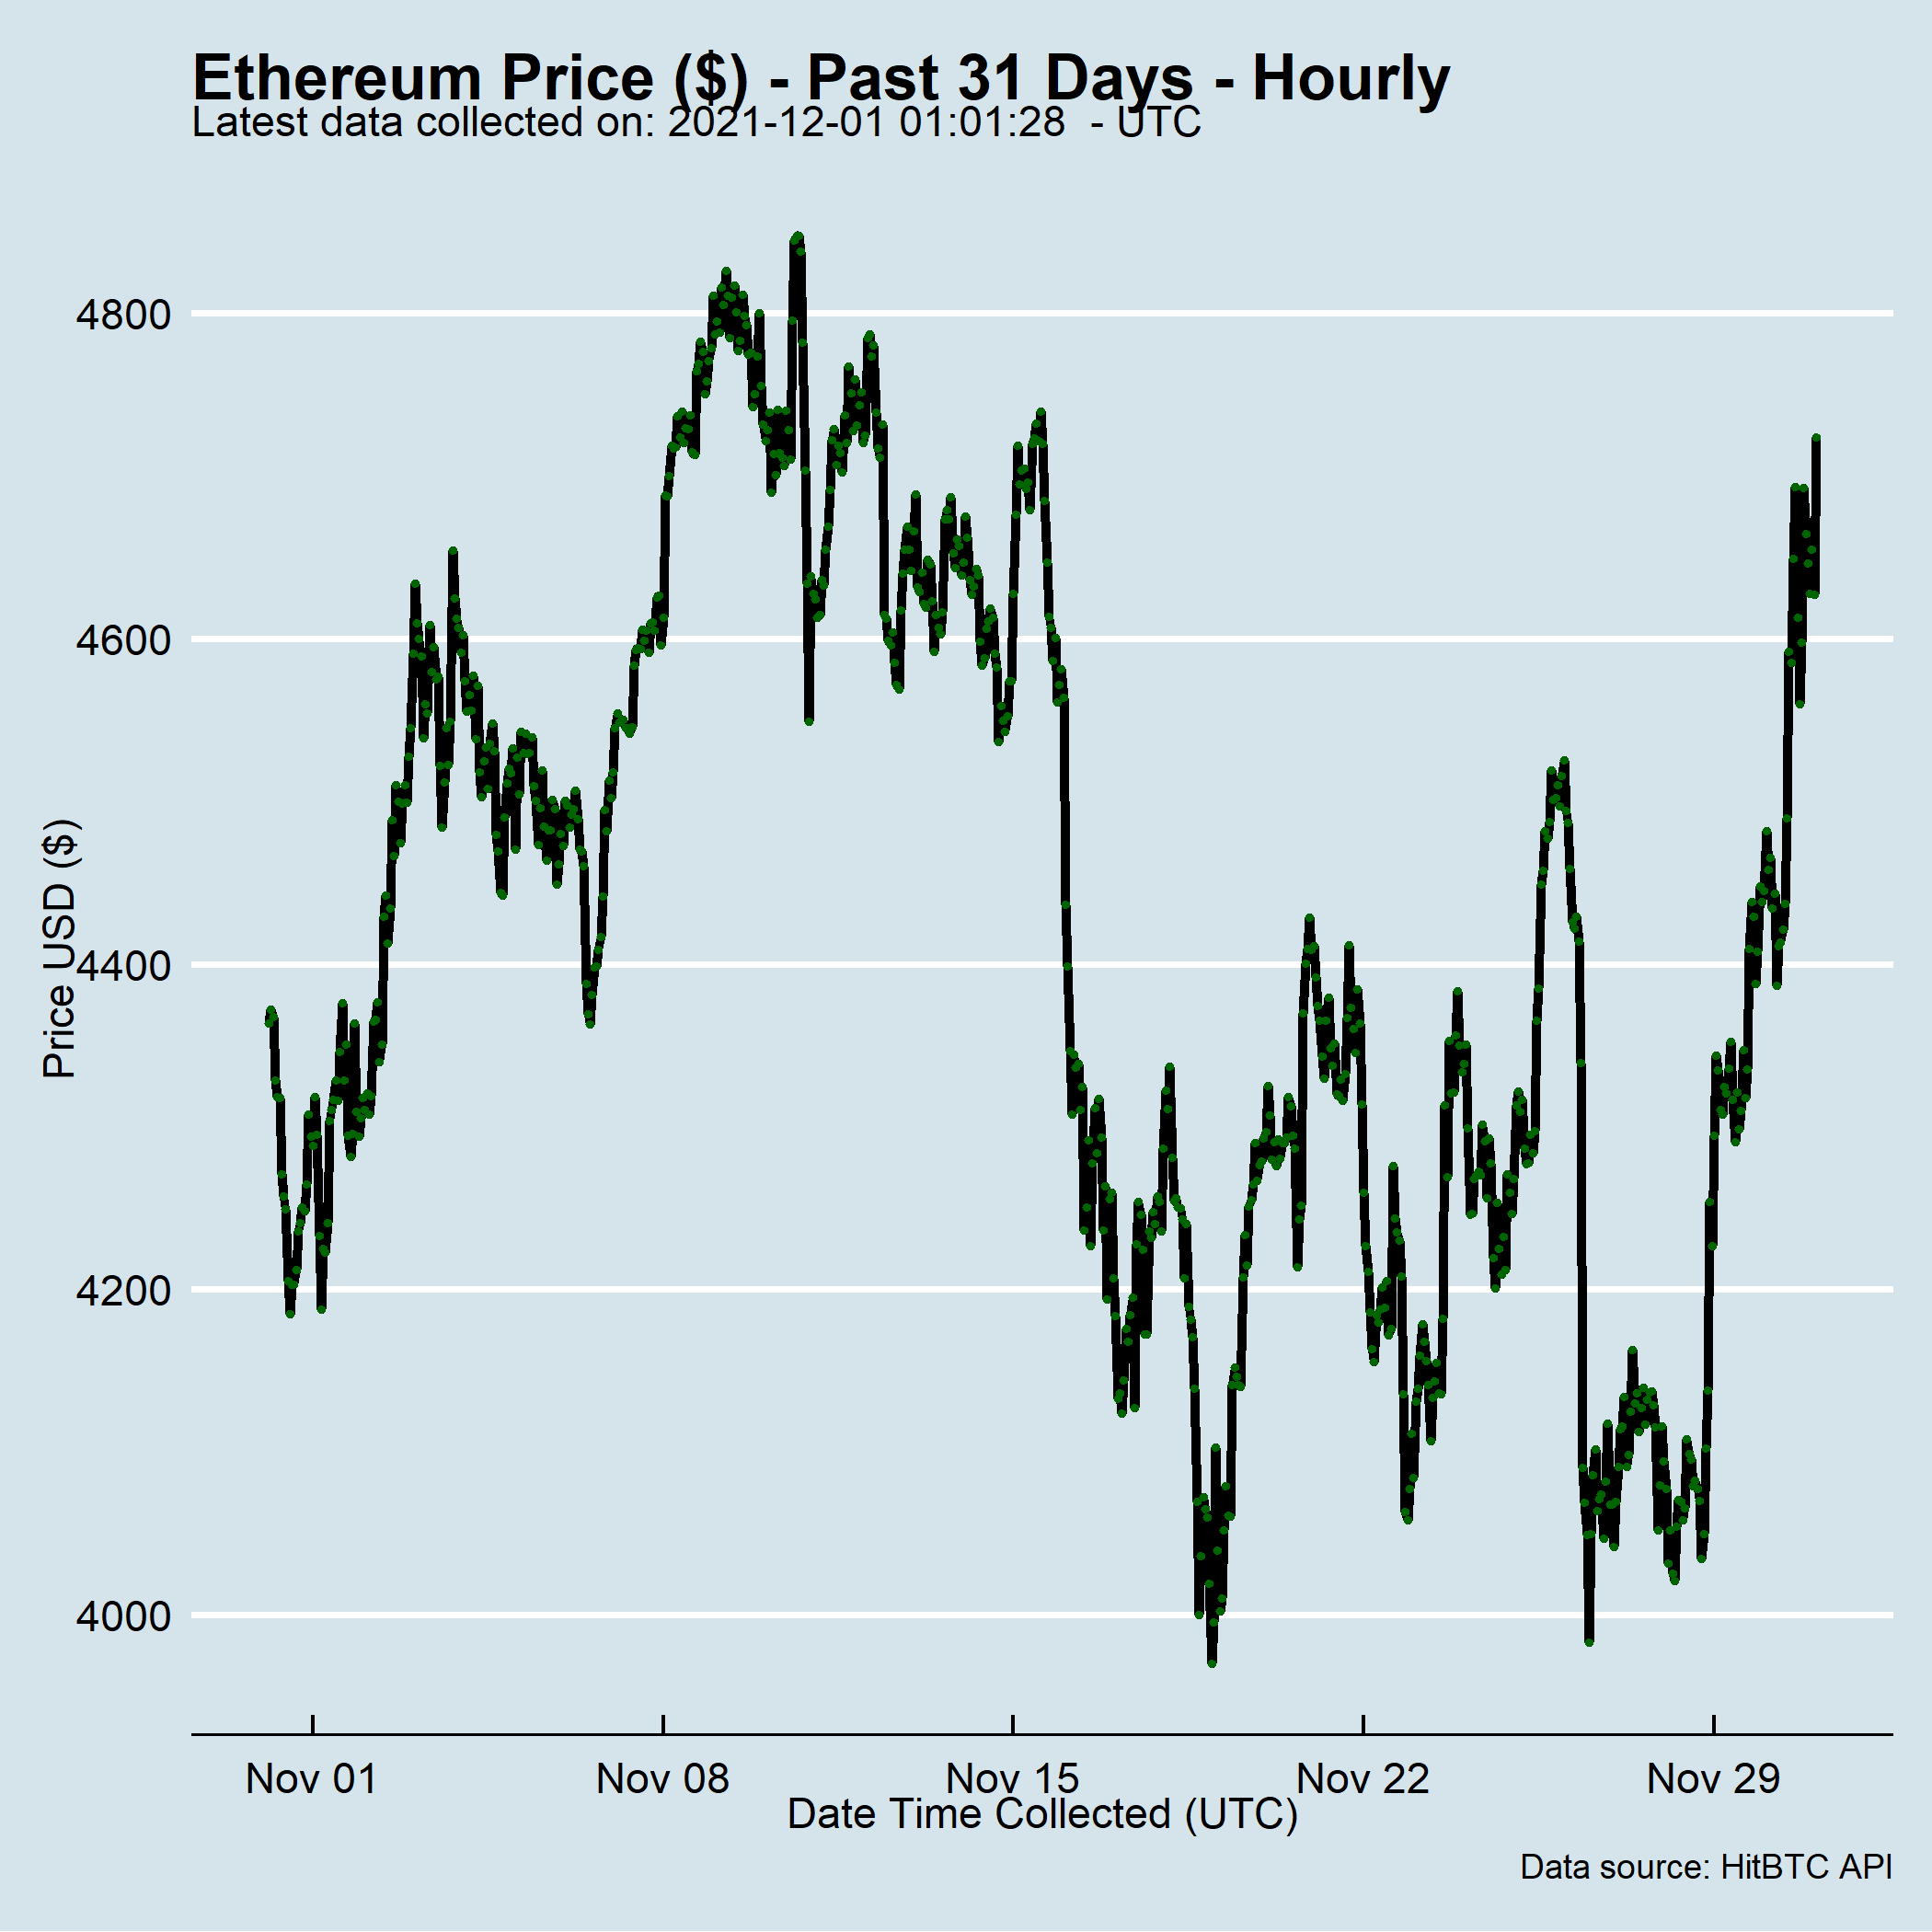 Ethereum Price ($) - Past 31 Days - Hourly
Latest data collected on: 2021-12-01 01:01:28  - UTC
4800
4600
4400
4200
4000
Price USD ($)
Nov 01 Nov 08 Nov 15 Nov 22 Nov 29
Date Time Collected (UTC)
Data source: HitBTC API